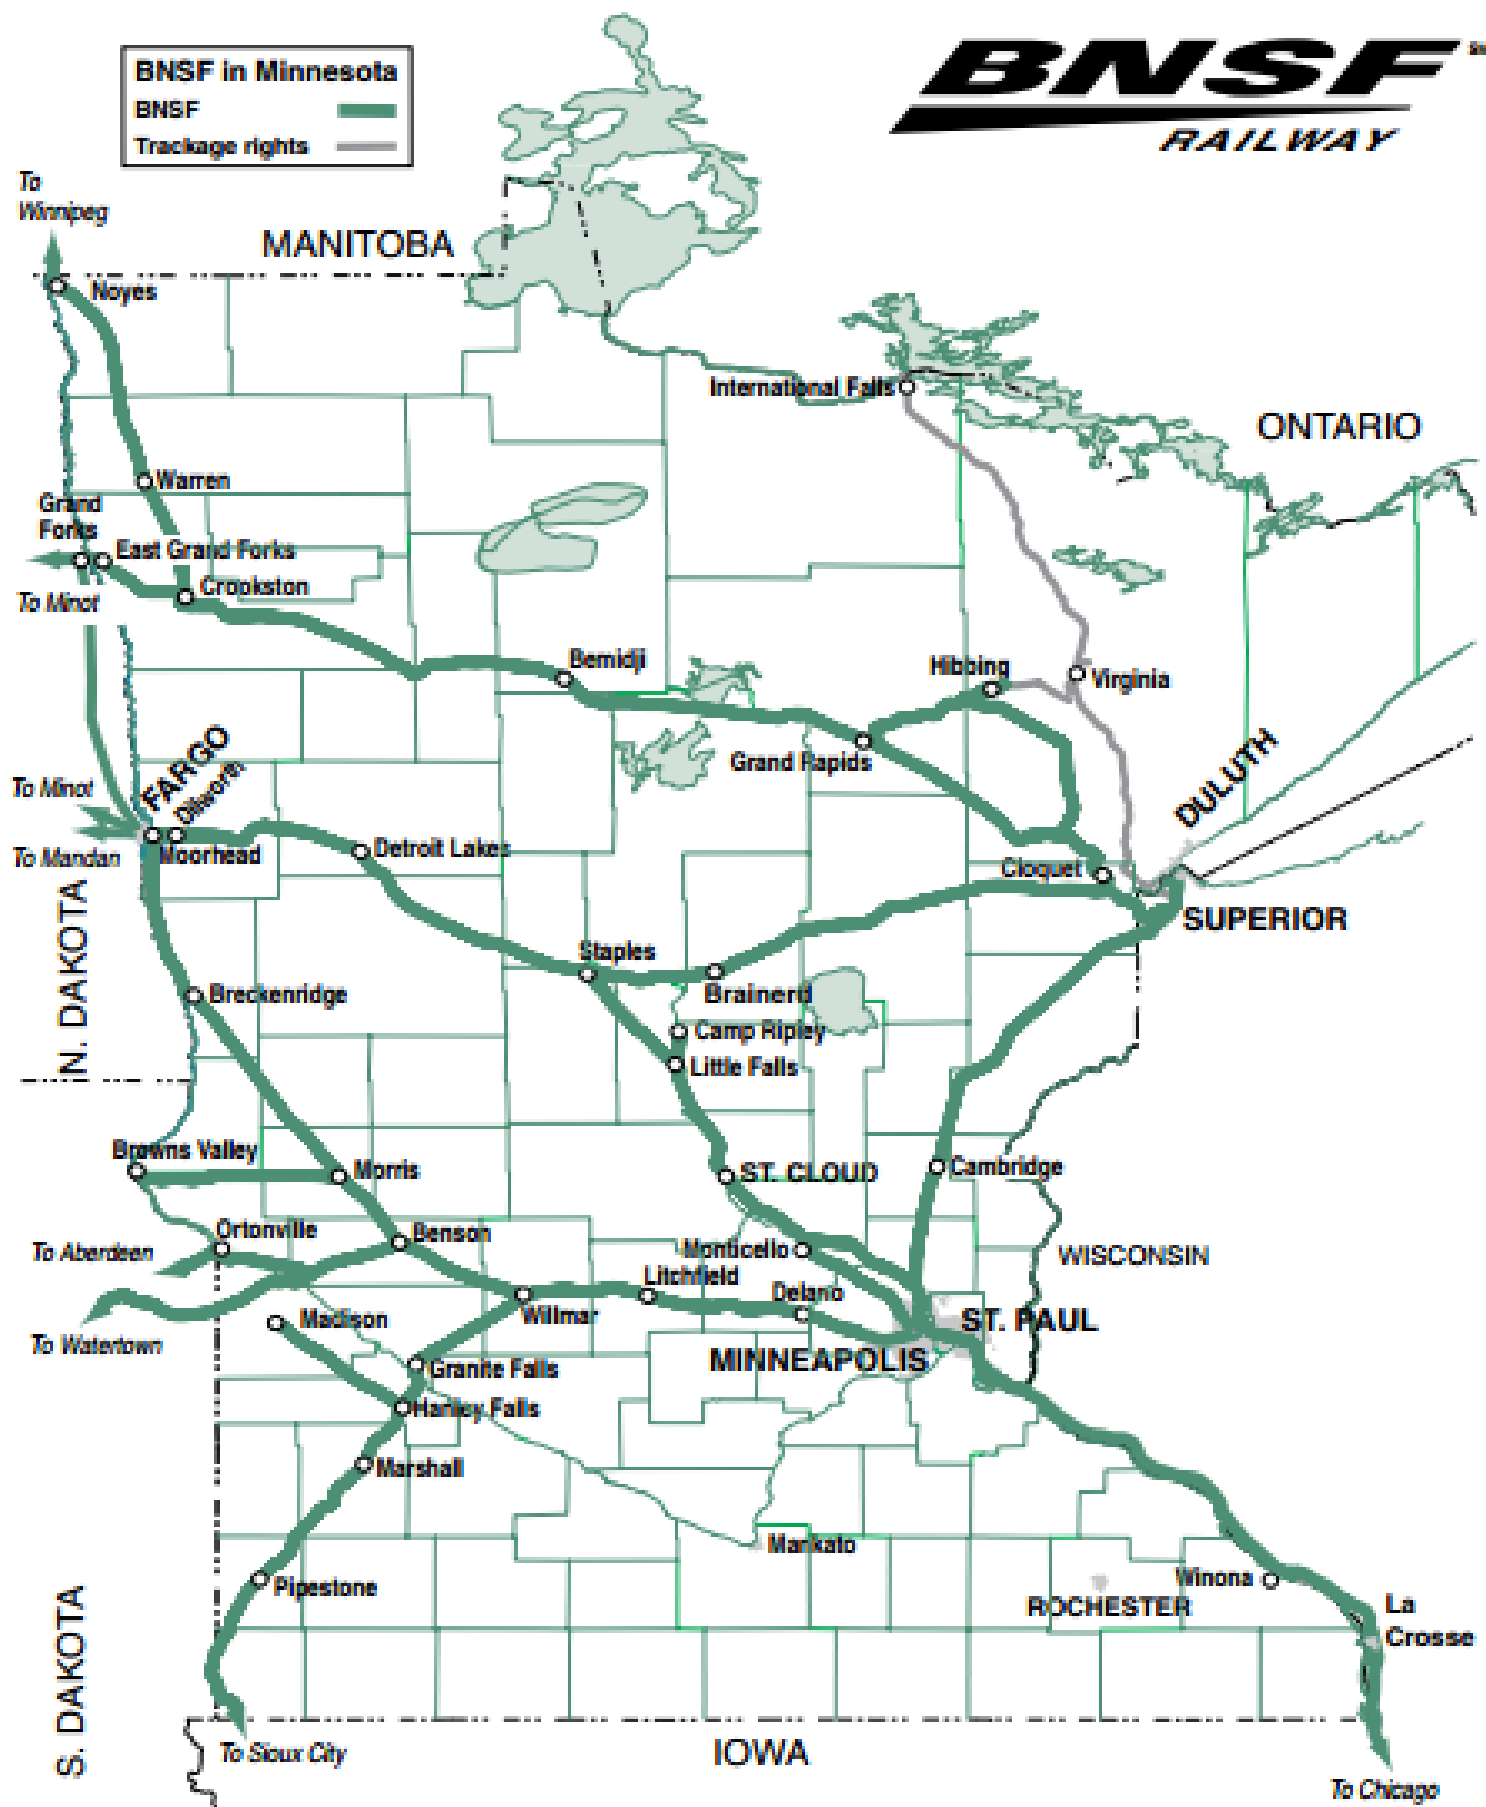 BNSF in Minnesota
BNSF
Trackage rights
BNSF
SM
RAILWAY
To
Winnipeg
MANITOBA
Noyes
International Falls
ONTARIO
Warren
Grand
Forks
East Grand Forks
Crookston
To Minot
Bemidji
Hibbing
Virginia
FARGO
Dilworth
Grand Rapids
DULUTH
To Minot
To Mandan
Moorhead
Detroit Lakes
Cloquet
SUPERIOR
N. DAKOTA
Staples
Brainerd
Breckenridge
Camp Ripley
Little Falls
Browns Valley
Morris
ST. CLOUD
Cambridge
Ortonville
Benson
To Aberdeen
Monticello
WISCONSIN
Litchfield
Delano
Madison
Willmar
ST. PAUL
To Watertown
MINNEAPOLIS
Granite Falls
Hanley Falls
Marshall
Mankato
Pipestone
Winona
ROCHESTER
La
Crosse
S. DAKOTA
To Sioux City
IOWA
To Chicago